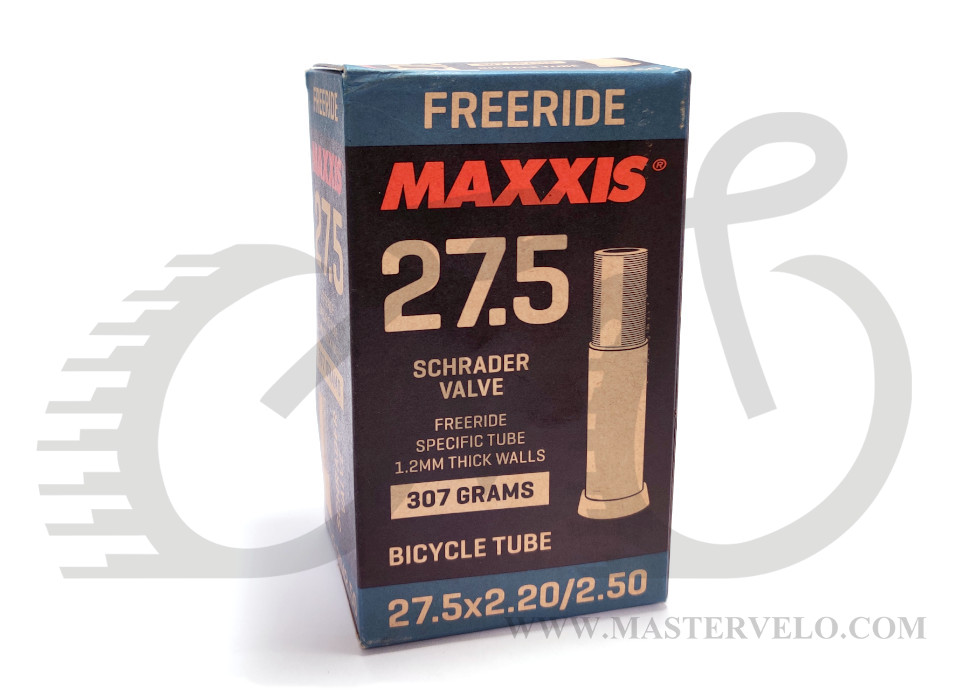 FREERIDE
MAXXIS®
27.5
SCHRADER
VALVE
FREERIDE
SPECIFIC TUBE
1.2MM THICK WALLS
307 GRAMS
BICYCLE TUBE
27.5x2.20/2.50
FREERIDE
MAXXIS
27.5
WWW.MASTERVELO.COM